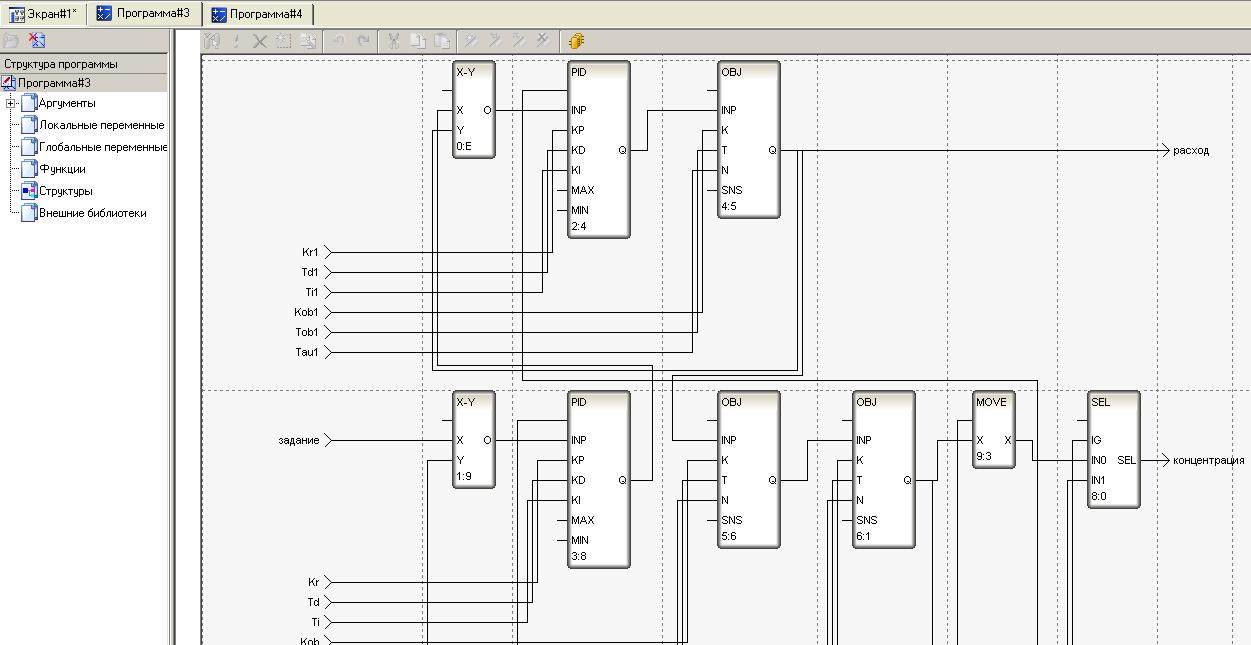 Экран#1* Программа#3 Программа#4
Структура программы
Программа#3
Аргументы
Локальные переменные
Глобальные переменные
Функции
Структуры
Внешние библиотеки
X-Y
X O
Y
0:E
PID
INP
KP
KD Q
KI
MAX
MIN
2:4
OBJ
INP
K
T Q
N
SNS
4:5
расход
Kr1
Td1
Ti1
Kob1
Tob1
Tau1
задание
X-Y
X O
Y
1:9
PID
INP
KP
KD Q
KI
MAX
MIN
3:8
OBJ
INP
K
T Q
N
SNS
5:6
OBJ
INP
K
T Q
N
SNS
6:1
MOVE
X X
9:3
SEL
IG
IN0 SEL
IN1
8:0
концентрация
Kr
Td
Ti
Kob